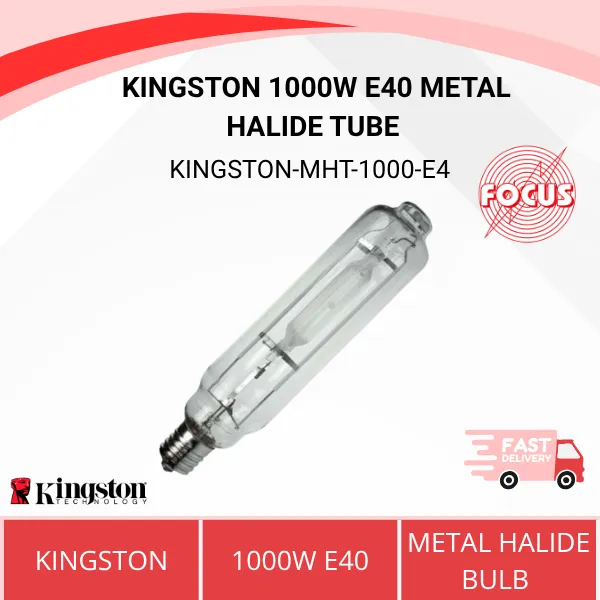 KINGSTON 1000W E40 METAL
HALIDE TUBE
KINGSTON-MHT-1000-E4
FOCUS
FAST
DELIVERY
Kingston
TECHNOLOGY
KINGSTON
1000W E40
METAL HALIDE
BULB